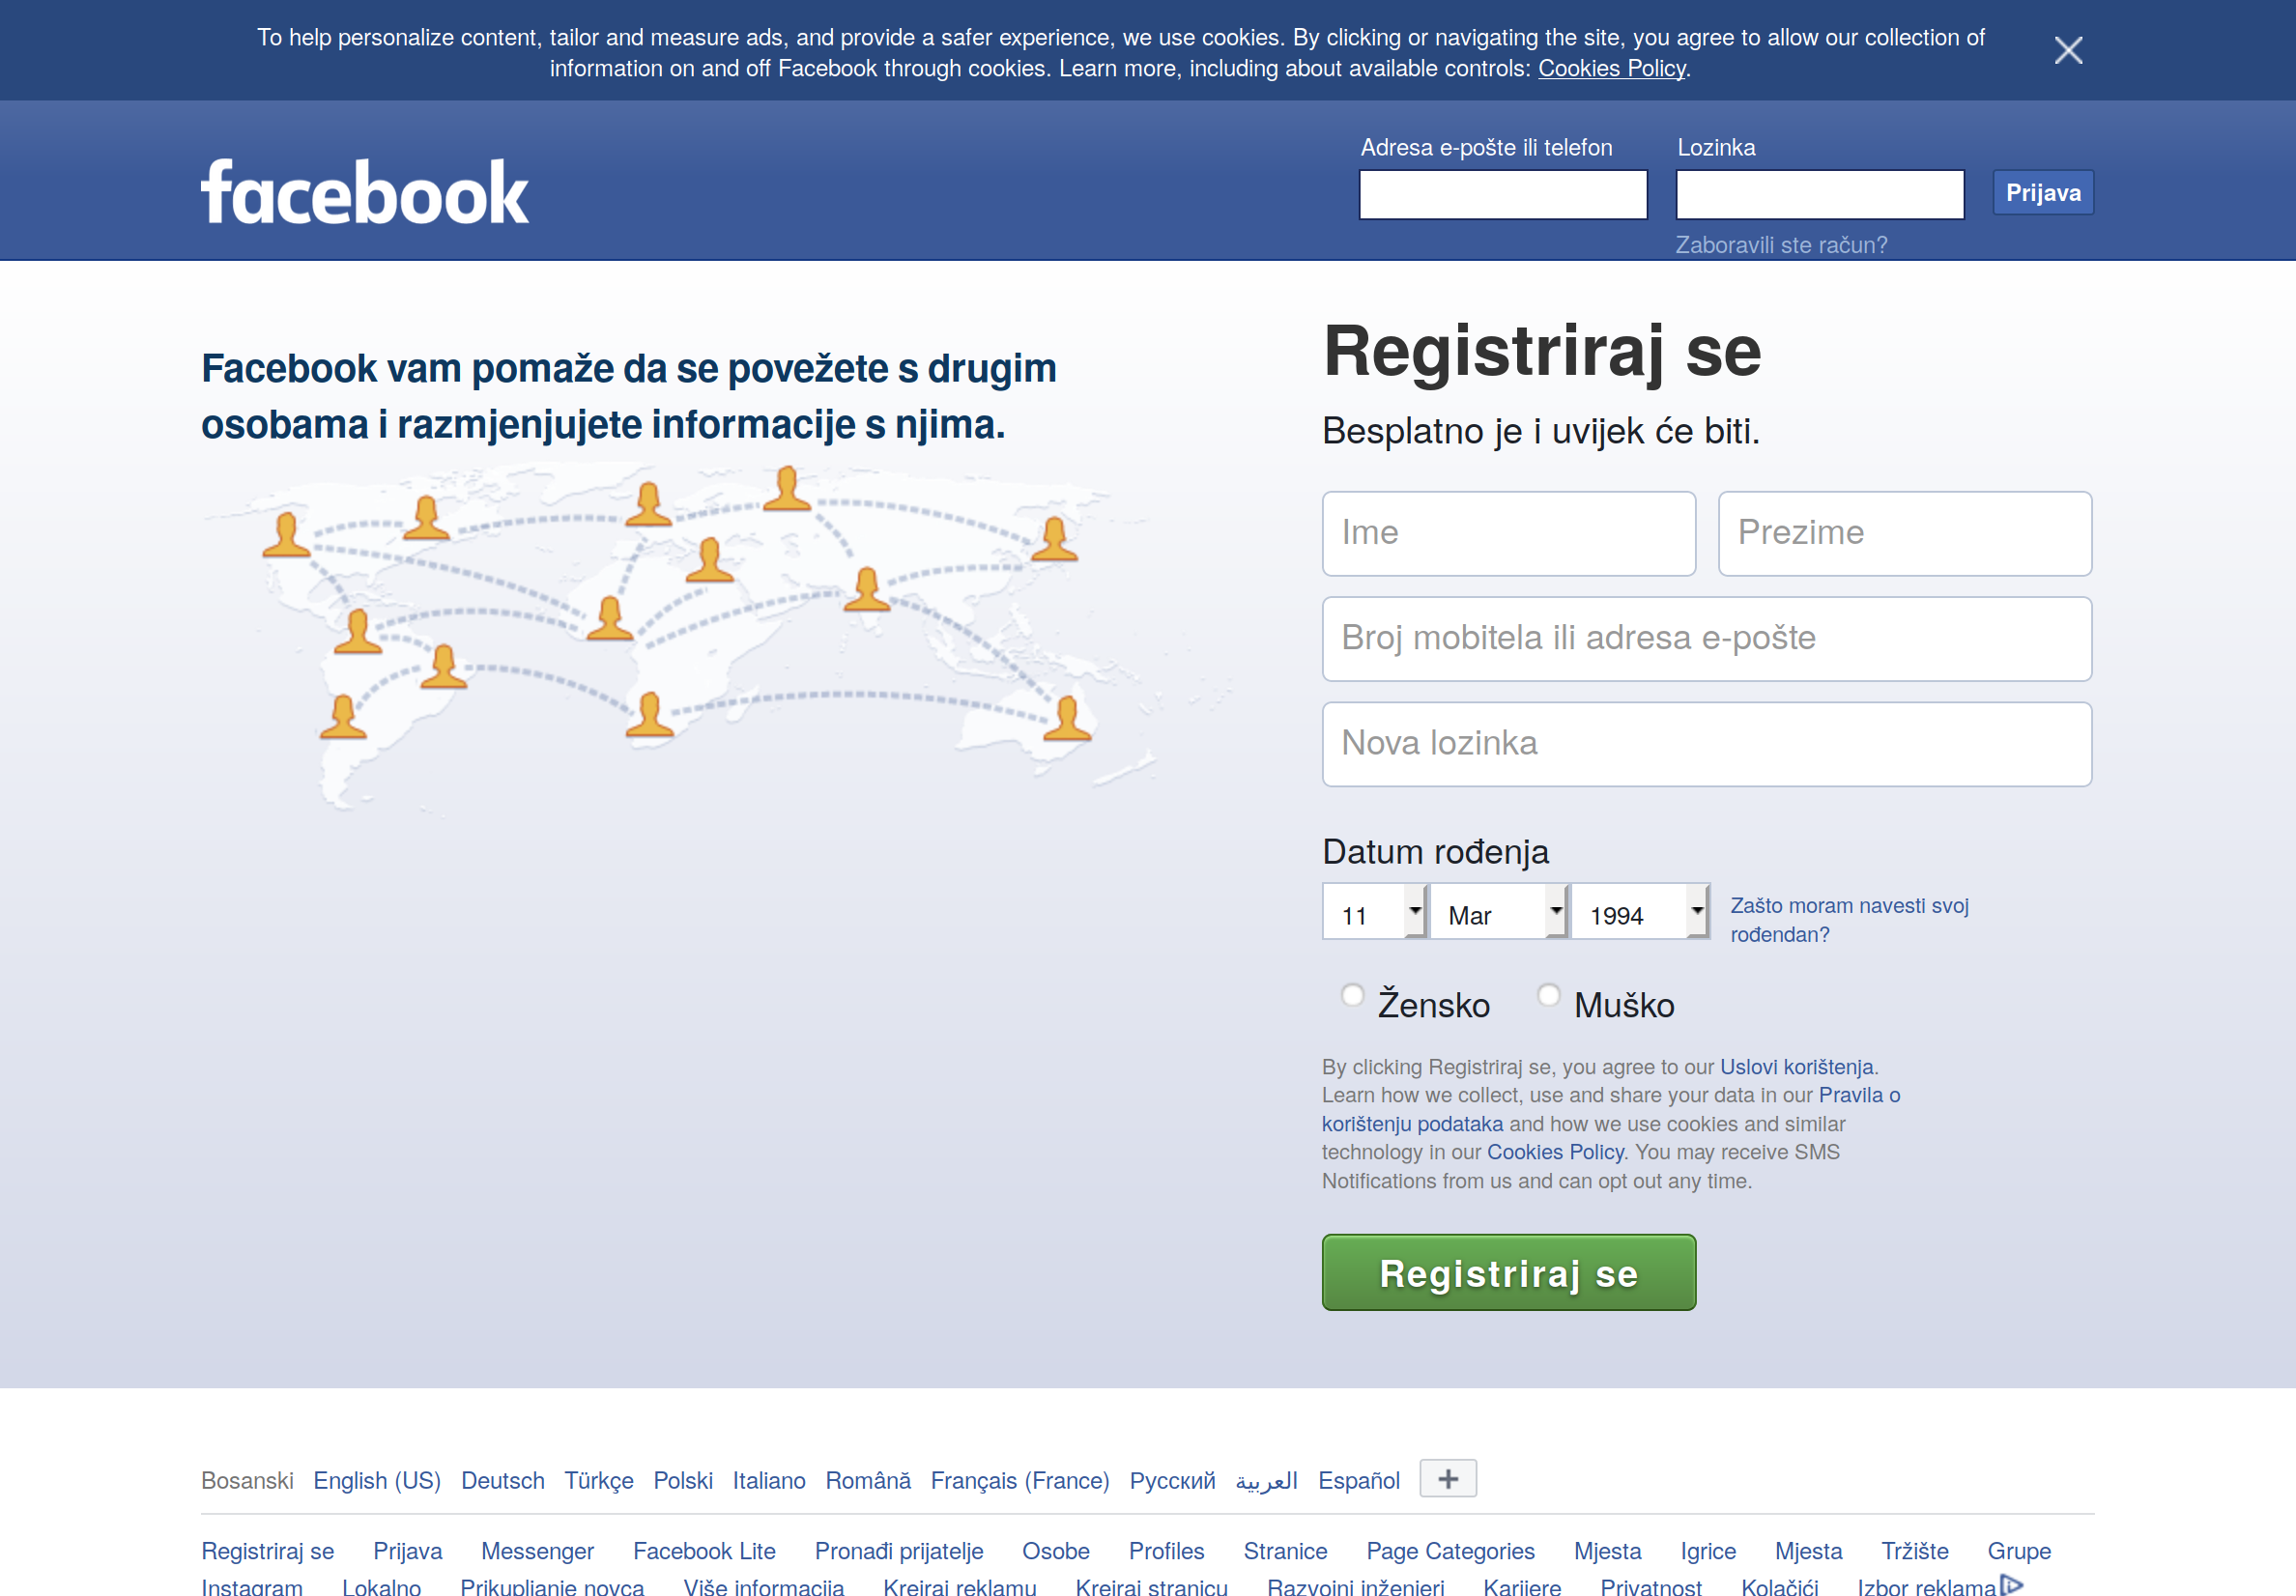 To help personalize content, tailor and measure ads, and provide a safer experience, we use cookies. By clicking or navigating the site, you agree to allow our collection of
information on and off Facebook through cookies. Learn more, including about available controls: Cookies Policy.
facebook
Adresa e-pošte ili telefon Lozinka
Prijava
Zaboravili ste račun?
Facebook vam pomaže da se povežete s drugim
osobama i razmjenjujete informacije s njima.
Registriraj se
Besplatno je i uvijek će biti.
Ime Prezime
Broj mobitela ili adresa e-pošte
Nova lozinka
Datum rođenja
11 Mar 1994
Zašto moram navesti svoj
rođendan?
Žensko Muško
By clicking Registriraj se, you agree to our Uslovi korištenja.
Learn how we collect, use and share your data in our Pravila o
korištenju podataka and how we use cookies and similar
technology in our Cookies Policy. You may receive SMS
Notifications from us and can opt out any time.
Registriraj se
Bosanski English (US) Deutsch Türkçe Polski Italiano Română Français (France) Русский العربية Español +
Registriraj se Prijava Messenger Facebook Lite Pronađi prijatelje Osobe Profiles Stranice Page Categories Mjesta Igrice Mjesta Tržište Grupe
Instagram Lokalno Prikupljanje novca Više informacija Kreiraj reklamu Kreiraj stranicu Razvojni inženjeri Karijere Privatnost Kolačići Izbor reklama